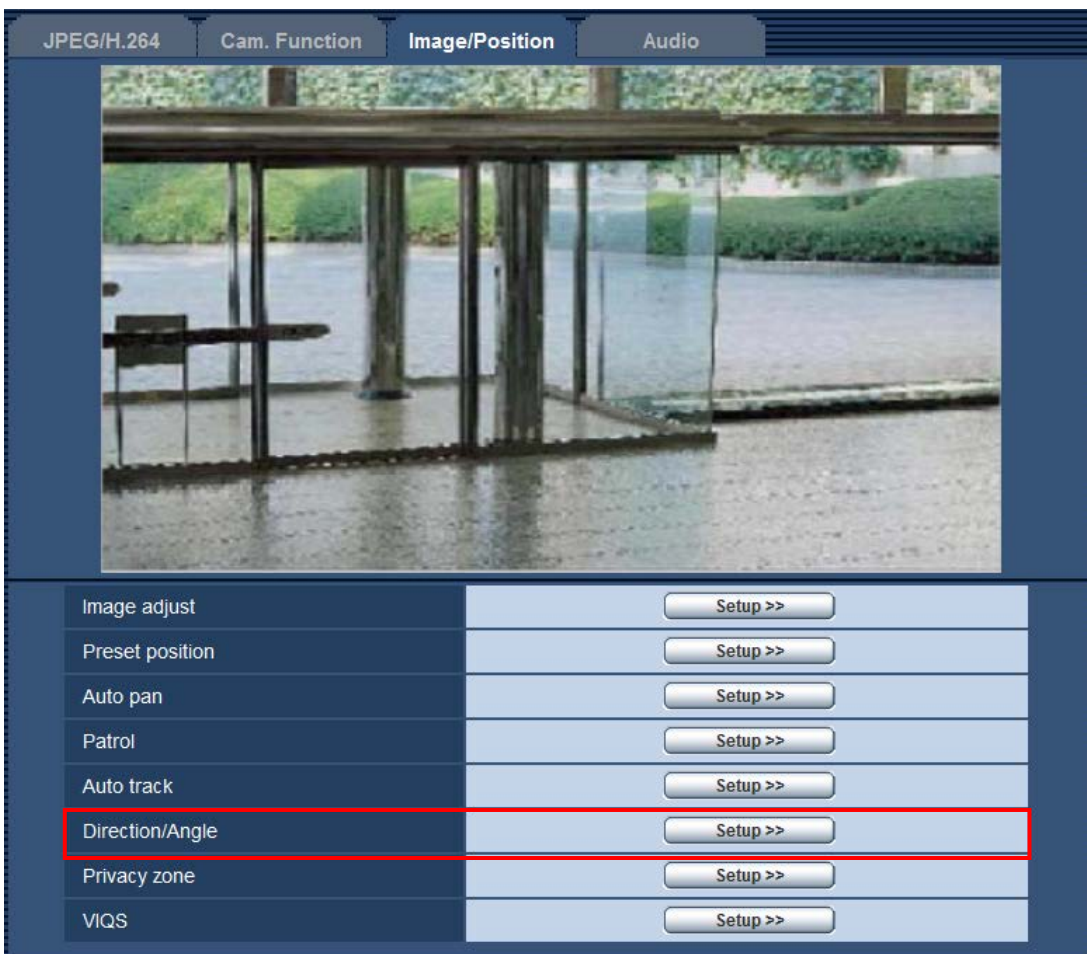 JPEG/H.264 Cam. Function Image/Position Audio
Image adjust Setup >>
Preset position Setup >>
Auto pan Setup >>
Patrol Setup >>
Auto track Setup >>
Direction/Angle Setup >>
Privacy zone Setup >>
VIQS Setup >>